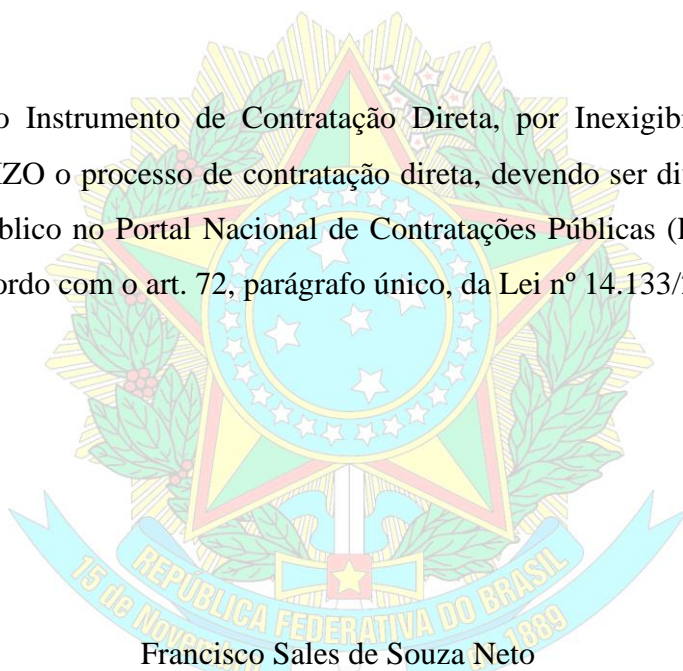 o Instrumento de Contratação Direta, por Inexigib
IZO o processo de contratação direta, devendo ser di
blico no Portal Nacional de Contratações Públicas (
ordo com o art. 72, parágrafo único, da Lei nº 14.133/
REPÚBLICA FEDERATIVA DO BRASIL
15 de Novembro de 1889
Francisco Sales de Souza Neto